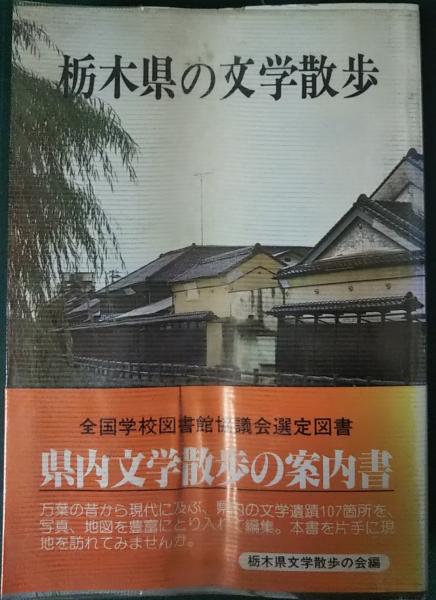 栃木県の文学散歩
全国学校図書館協議会選定図書
県内文学散歩の案内書
万葉の昔から現代に及ぶ、県内の文学遺蹟107箇所を、
写真、地図を豊富にとり入れて編集。本書を片手に現
地を訪れてみませんか。
栃木県文学散歩の会編